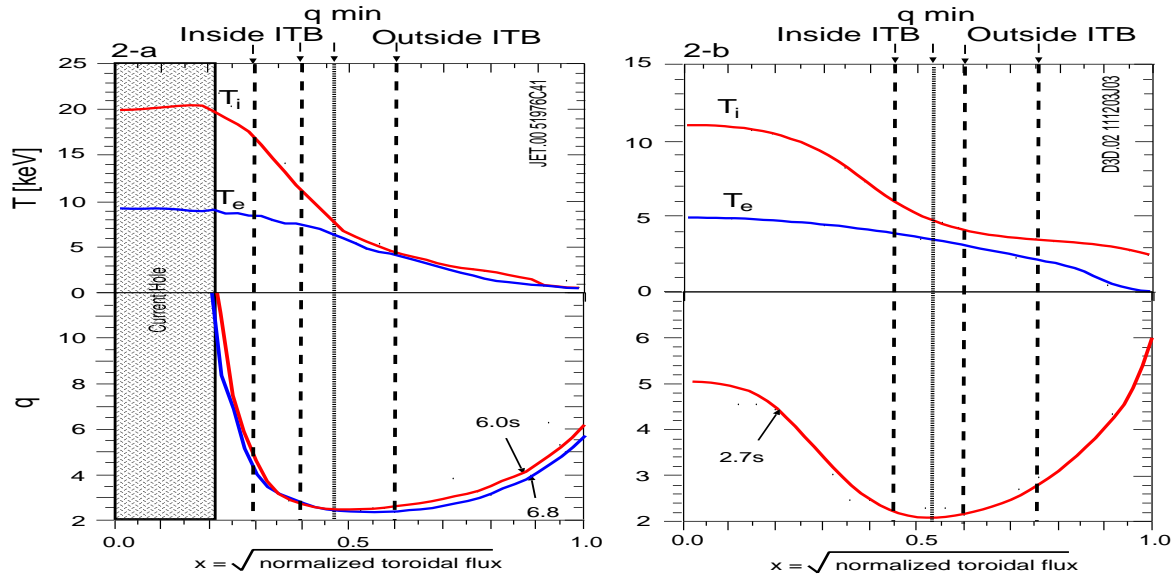 q min
Inside ITB
Outside ITB
2-a
25
20
15
10
5
0
T [keV]
T_i
T_e
JET.00 51976C41
Current Hole
10
8
6
4
2
q
6.0s
6.8
0.0
0.5
1.0
x = √normalized toroidal flux
q min
Inside ITB
Outside ITB
2-b
15
10
5
0
T_i
T_e
D3D.02 111203J03
6
5
4
3
2
2.7s
0.0
0.5
1.0
x = √normalized toroidal flux